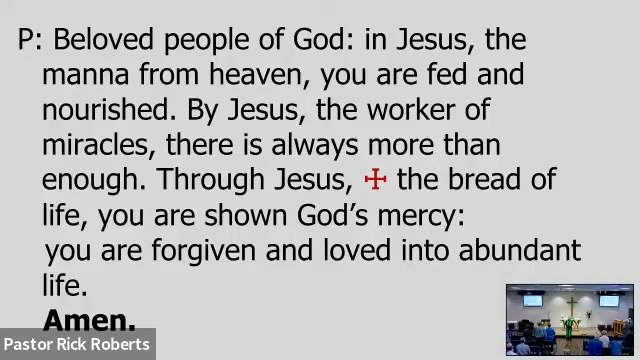 P: Beloved people of God: in Jesus, the
manna from heaven, you are fed and
nourished. By Jesus, the worker of
miracles, there is always more than
enough. Through Jesus, ☩ the bread of
life, you are shown God’s mercy:
you are forgiven and loved into abundant
life.
Amen.
Pastor Rick Roberts